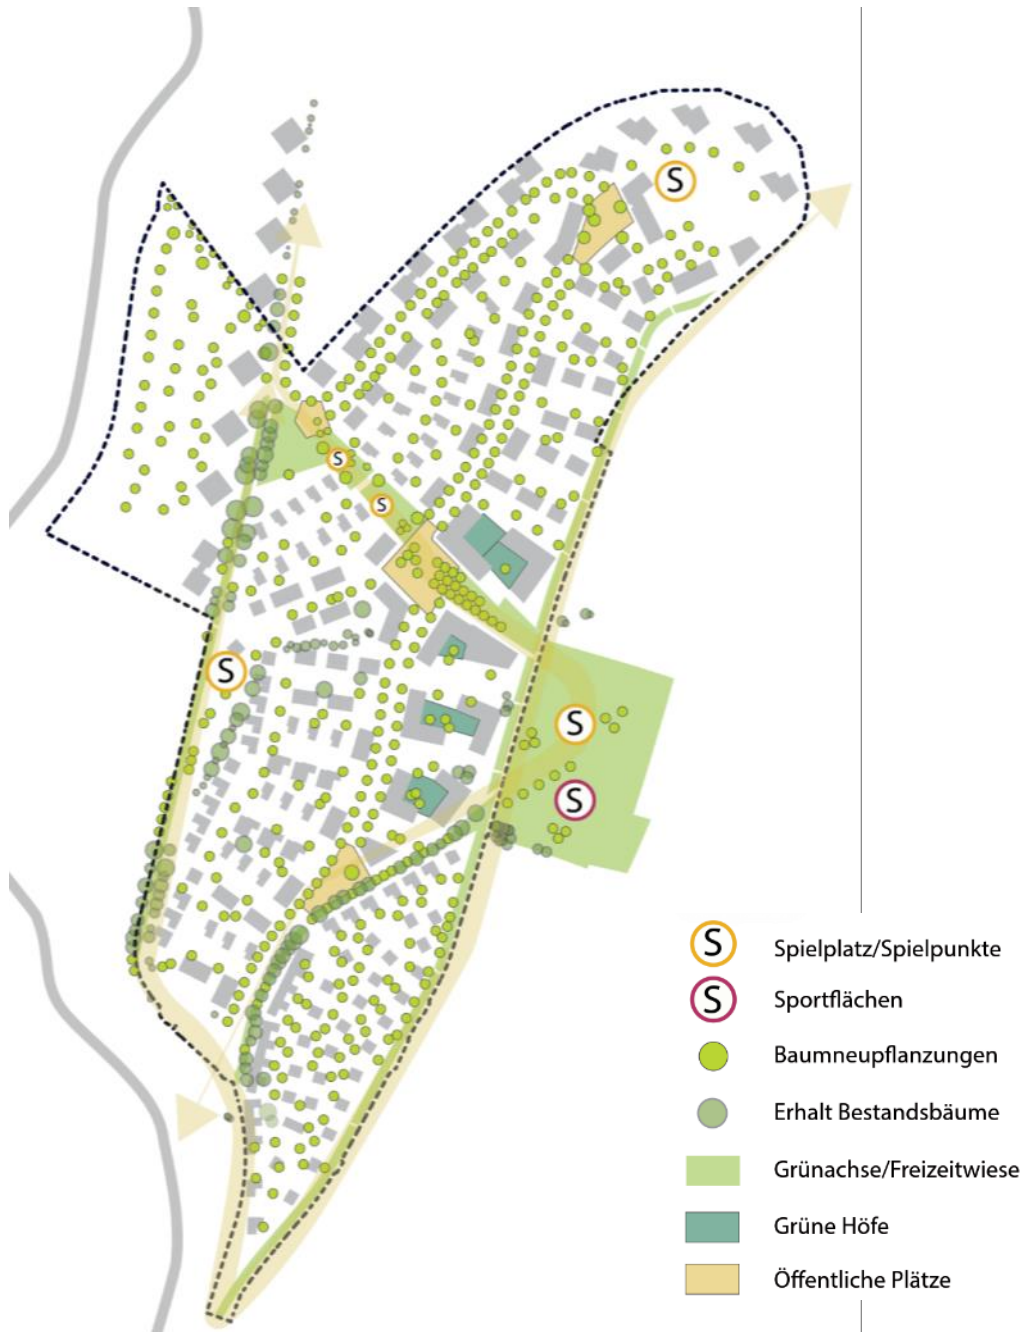 S
S
S
S
S
S
S Spielplatz/Spielpunkte
S Sportflächen
Baumneupflanzungen
Erhalt Bestandsbäume
Grünachse/Freizeitwiese
Grüne Höfe
Öffentliche Plätze